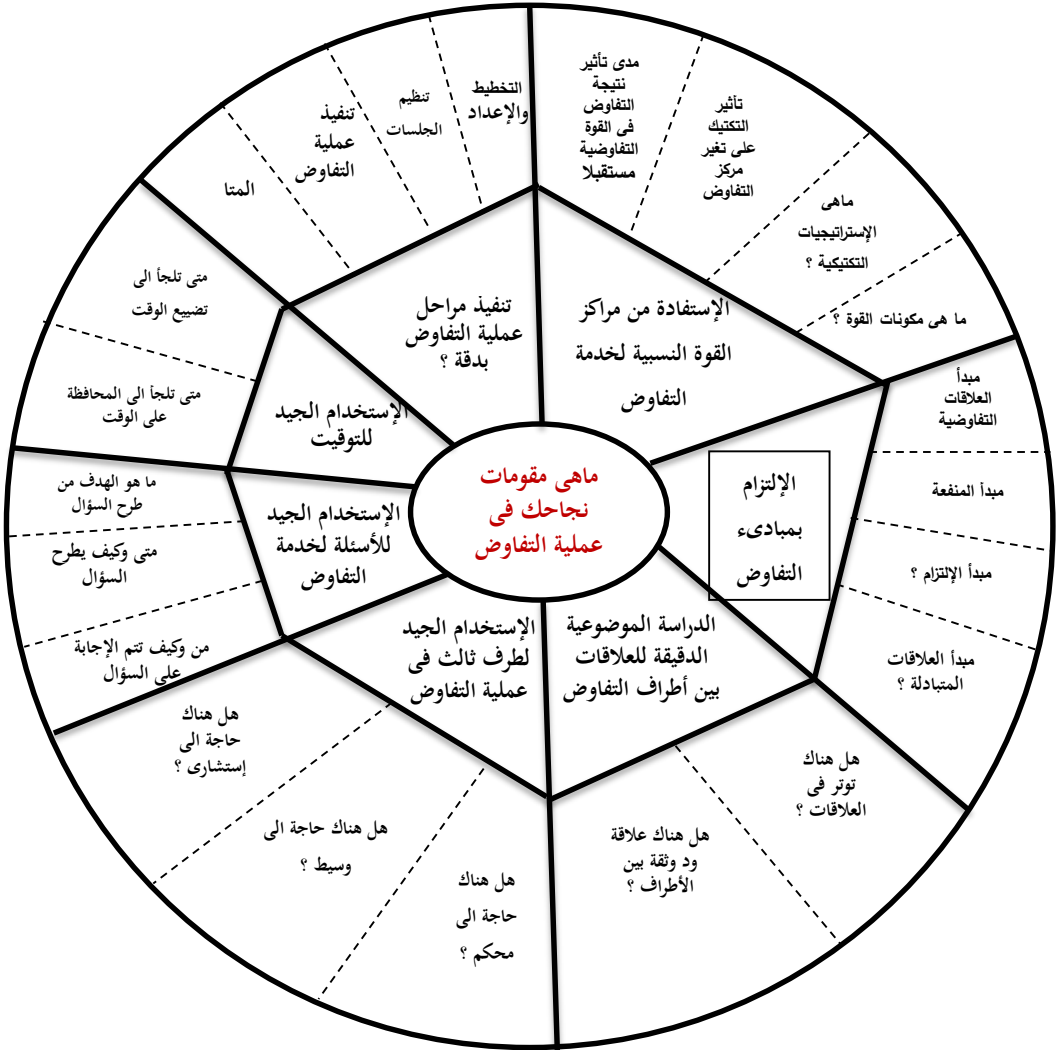 ماهى مقومات
نجاحك فى
عملية التفاوض
الإستفادة من مراكز
القوة النسبية لخدمة
التفاوض
مدى تأثير
نتيجة
التفاوض
فى القوة
التفاوضية
مستقبلا
تأثير
التكتيك
على تغير
مركز
التفاوض
ماهى
الإستراتيجيات
التكتيكية ؟
ما هى مكونات القوة ؟
الإلتزام
بمبادىء
التفاوض
مبدأ
العلاقات
التفاوضية
مبدأ المنفعة
مبدأ الإلتزام ؟
مبدأ العلاقات
المتبادلة ؟
الدراسة الموضوعية
الدقيقة للعلاقات
بين أطراف التفاوض
هل هناك
توتر فى
العلاقات ؟
هل هناك علاقة
ود وثقة بين
الأطراف ؟
الإستخدام الجيد
لطرف ثالث فى
عملية التفاوض
هل هناك
حاجة الى
محكم ؟
هل هناك حاجة الى
وسيط ؟
هل هناك
حاجة الى
إستشارى ؟
الإستخدام الجيد
للأسئلة لخدمة
التفاوض
من وكيف تتم الإجابة
على السؤال
متى وكيف يطرح
السؤال
ما هو الهدف من
طرح السؤال
الإستخدام الجيد
للتوقيت
متى تلجأ الى المحافظة
على الوقت
متى تلجأ الى
تضييع الوقت
تنفيذ مراحل
عملية التفاوض
بدقة ؟
المتا
تنفيذ
عملية
التفاوض
تنظيم
الجلسات
التخطيط
والإعداد